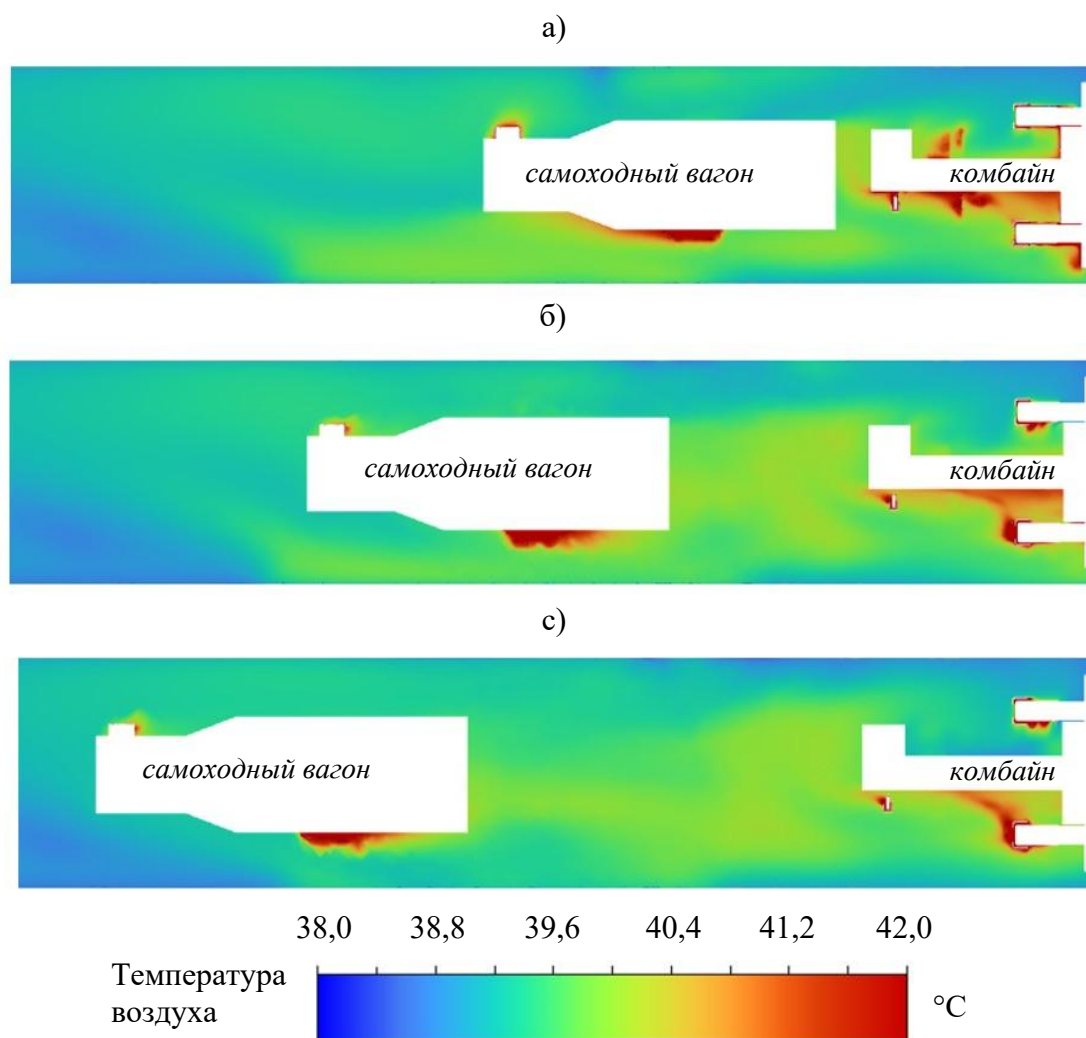 а)
самоходный вагон
комбайн
б)
самоходный вагон
комбайн
с)
самоходный вагон
комбайн
38,0 38,8 39,6 40,4 41,2 42,0
Температура
воздуха
°C